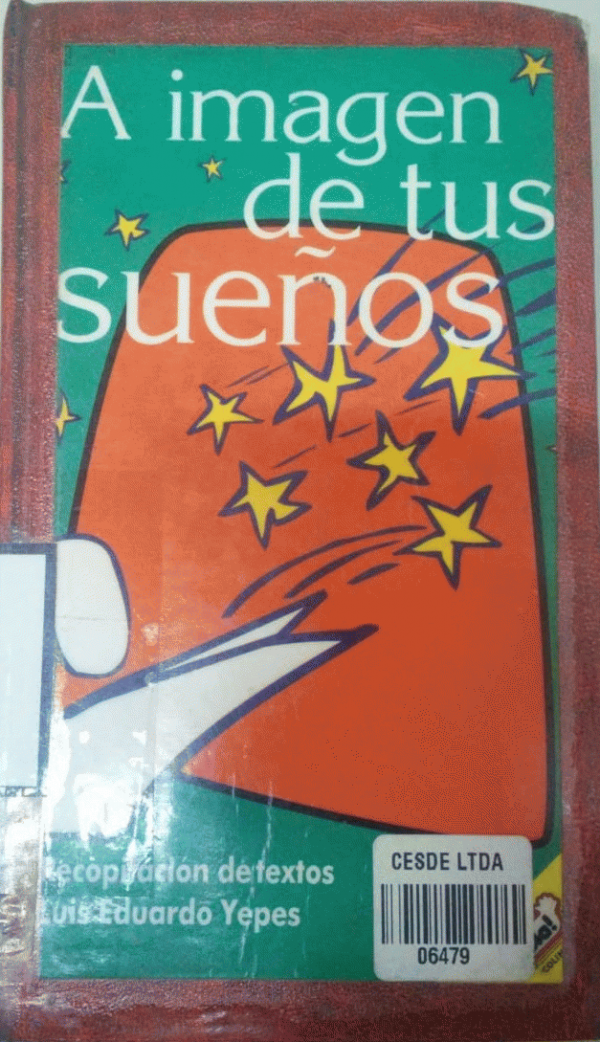 A imagen
de tus
sueños
Recopilación de textos
Luis Eduardo Yepes
CESDE LTDA
06479